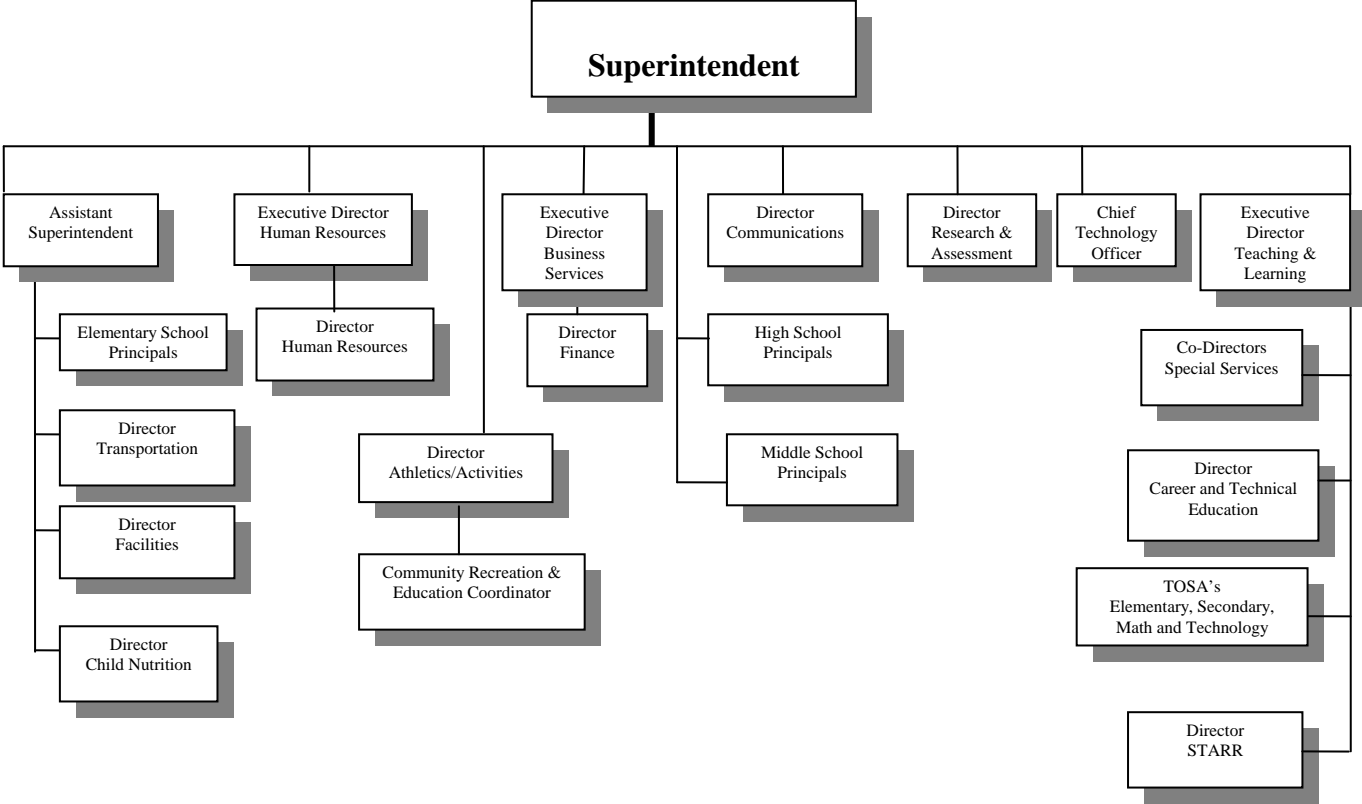 Superintendent
Assistant
Superintendent
Executive Director
Human Resources
Executive
Director
Business
Services
Director
Communications
Director
Research &
Assessment
Chief
Technology
Officer
Executive
Director
Teaching &
Learning
Elementary School
Principals
Director
Human Resources
Director
Finance
High School
Principals
Co-Directors
Special Services
Director
Transportation
Director
Athletics/Activities
Middle School
Principals
Director
Career and Technical
Education
Director
Facilities
Community Recreation &
Education Coordinator
TOSA's
Elementary, Secondary,
Math and Technology
Director
Child Nutrition
Director
STARR